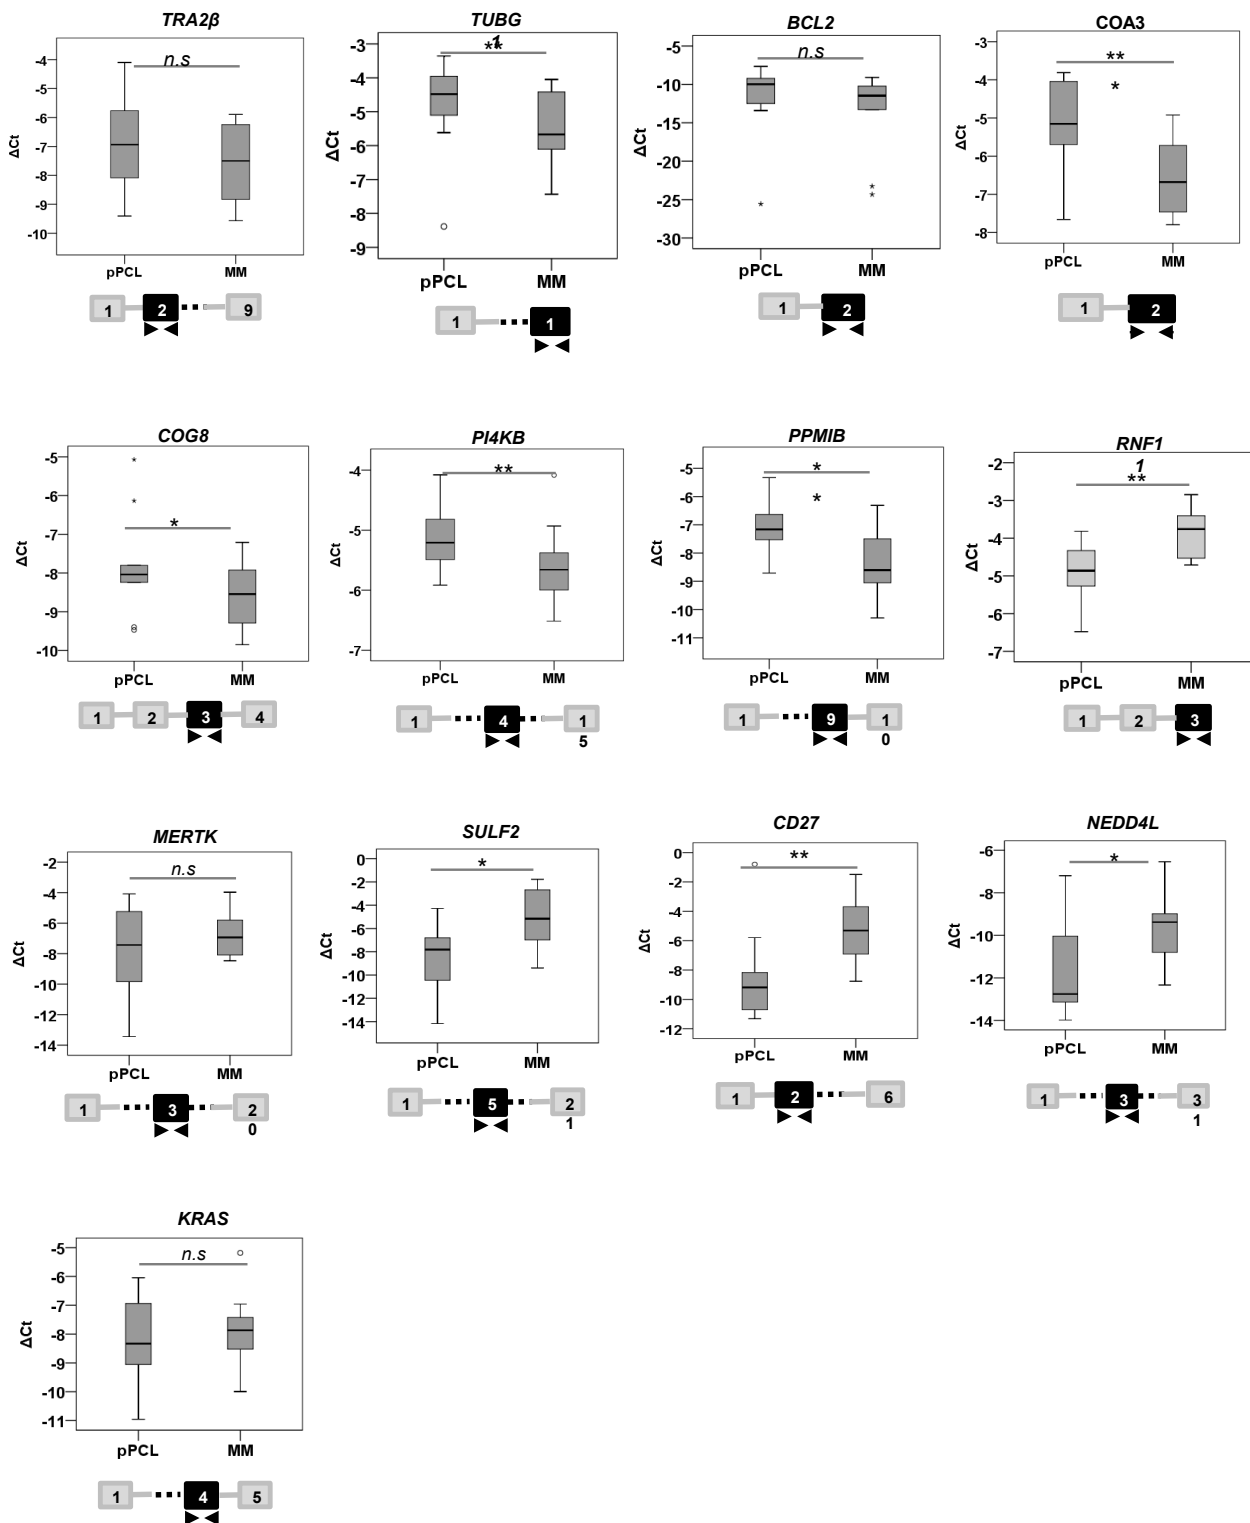 TRA2β
n.s
-4
-5
-6
-7
-8
-9
-10
ΔCt
pPCL MM
1 2 9
TUBG
1
**
-3
-4
-5
-6
-7
-8
-9
ΔCt
pPCL MM
1 1
BCL2
n.s
-5
-10
-15
-20
-25
-30
ΔCt
pPCL MM
1 2
COA3
**
*
-3
-4
-5
-6
-7
-8
ΔCt
pPCL MM
1 2
COG8
*
-5
-6
-7
-8
-9
-10
ΔCt
pPCL MM
1 2 3 4
PI4KB
**
-4
-5
-6
-7
ΔCt
pPCL MM
1 4 1
5
PPMIB
*
*
-5
-6
-7
-8
-9
-10
-11
ΔCt
pPCL MM
1 9 1
0
RNF1
1
**
-2
-3
-4
-5
-6
-7
ΔCt
pPCL MM
1 2 3
MERTK
n.s
-2
-4
-6
-8
-10
-12
-14
ΔCt
pPCL MM
1 3 2
0
SULF2
*
0
-2
-4
-6
-8
-10
-12
-14
ΔCt
pPCL MM
1 5 2
1
CD27
**
0
-2
-4
-6
-8
-10
-12
ΔCt
pPCL MM
1 2 6
NEDD4L
*
-6
-8
-10
-12
-14
ΔCt
pPCL MM
1 3 3
1
KRAS
n.s
-5
-6
-7
-8
-9
-10
-11
ΔCt
pPCL MM
1 4 5